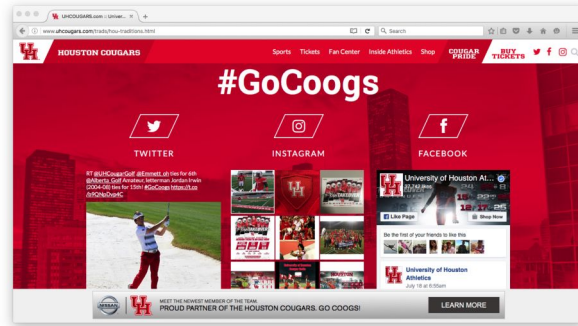 UHCOUGARS.com :: Univer...
www.uhcougars.com/trads/hou-traditions.html
Search
HOUSTON COUGARS
Sports Tickets Fan Center Inside Athletics Shop
COUGAR PRIDE
BUY TICKETS
#GoCoogs
TWITTER
INSTAGRAM
FACEBOOK
RT @UHCougarGolf: @Emmett_oh ties for 6th
@Alberta_Golf Amateur, letterman Jordan Irwin
(2004-08) ties for 15th! #GoCoogs https://t.co
University of Houston At...
Like Page
Shop Now
Be the first of your friends to like this
University of Houston
Athletics
July 18 at 6:50am
NISSAN
MEET THE NEWEST MEMBER OF THE TEAM.
PROUD PARTNER OF THE HOUSTON COUGARS. GO COOGS!
LEARN MORE